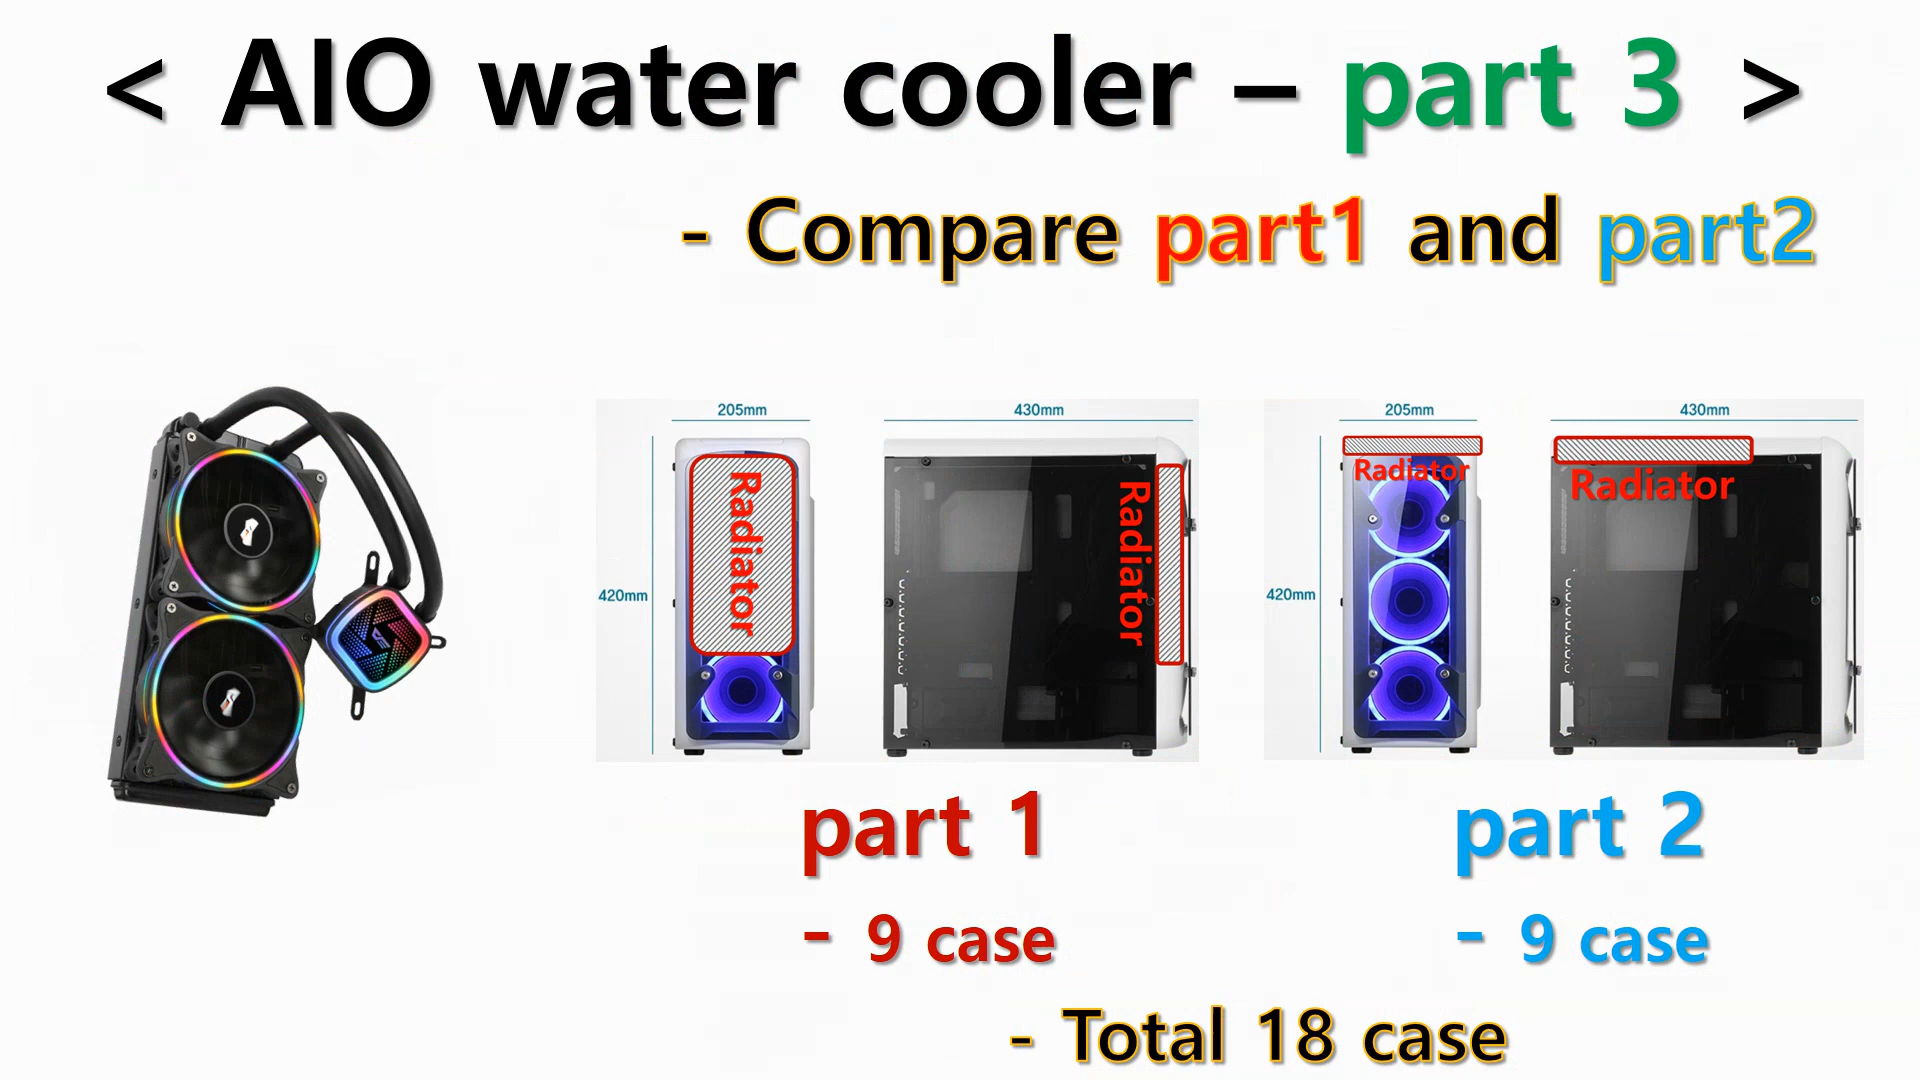 < AIO water cooler – part 3 >
- Compare part1 and part2
205mm
430mm
420mm
Radiator
Radiator
205mm
430mm
420mm
Radiator
Radiator
part 1
- 9 case
part 2
- 9 case
- Total 18 case